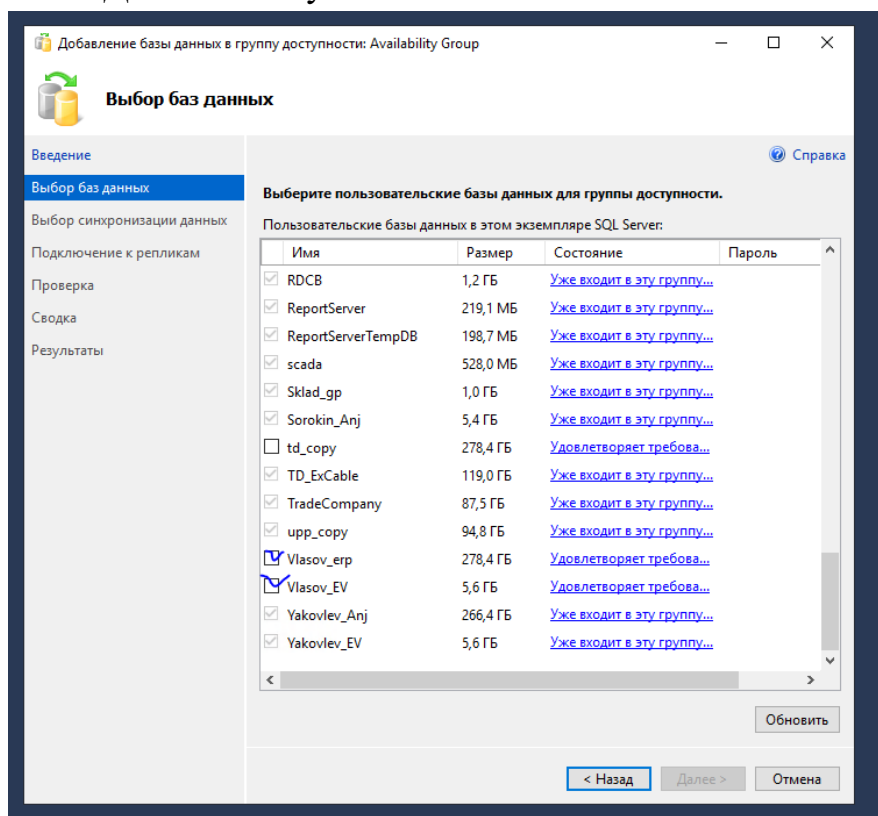 Добавление базы данных в группу доступности: Availability Group
Выбор баз данных
Введение
Справка
Выбор баз данных
Выбор синхронизации данных
Подключение к репликам
Проверка
Сводка
Результаты
Выберите пользовательские базы данных для группы доступности.
Пользовательские базы данных в этом экземпляре SQL Server:
Имя Размер Состояние Пароль
RDCB 1,2 ГБ Уже входит в эту группу...
ReportServer 219,1 МБ Уже входит в эту группу...
ReportServerTempDB 198,7 МБ Уже входит в эту группу...
scada 528,0 МБ Уже входит в эту группу...
Sklad_gp 1,0 ГБ Уже входит в эту группу...
Sorokin_Anj 5,4 ГБ Уже входит в эту группу...
td_copy 278,4 ГБ Удовлетворяет требова...
TD_ExCable 119,0 ГБ Уже входит в эту группу...
TradeCompany 87,5 ГБ Уже входит в эту группу...
upp_copy 94,8 ГБ Уже входит в эту группу...
Vlasov_erp 278,4 ГБ Удовлетворяет требова...
Vlasov_EV 5,6 ГБ Удовлетворяет требова...
Yakovlev_Anj 266,4 ГБ Уже входит в эту группу...
Yakovlev_EV 5,6 ГБ Уже входит в эту группу...
Обновить
< Назад Далее > Отмена